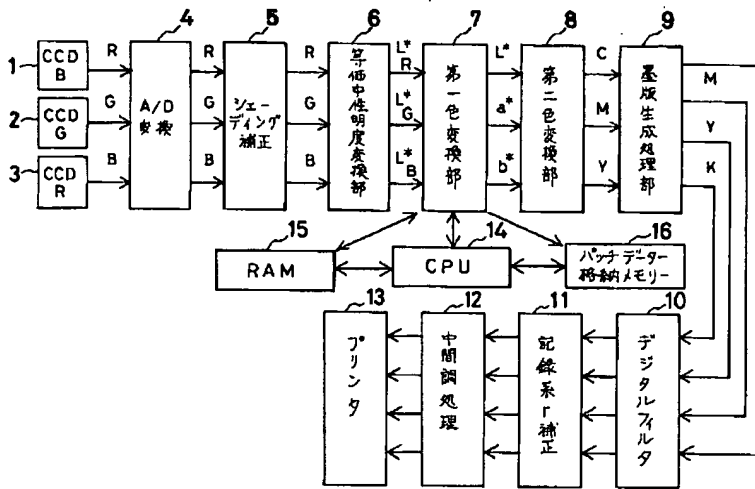 4
5
6
7
8
9
1
CCD
B
R
A/D
変換
R
シェー
ディング
補正
R
等価中性明度変換部
L*R
第一色変換部
L*
第二色変換部
C
墨版生成処理部
M
2
CCD
G
G
G
G
L*G
a*
M
Y
3
CCD
R
B
B
B
L*B
b*
Y
K
15
RAM
14
CPU
16
パッチデーター
格納メモリー
13
プリンタ
12
中間調処理
11
記録系γ補正
10
デジタルフィルタ